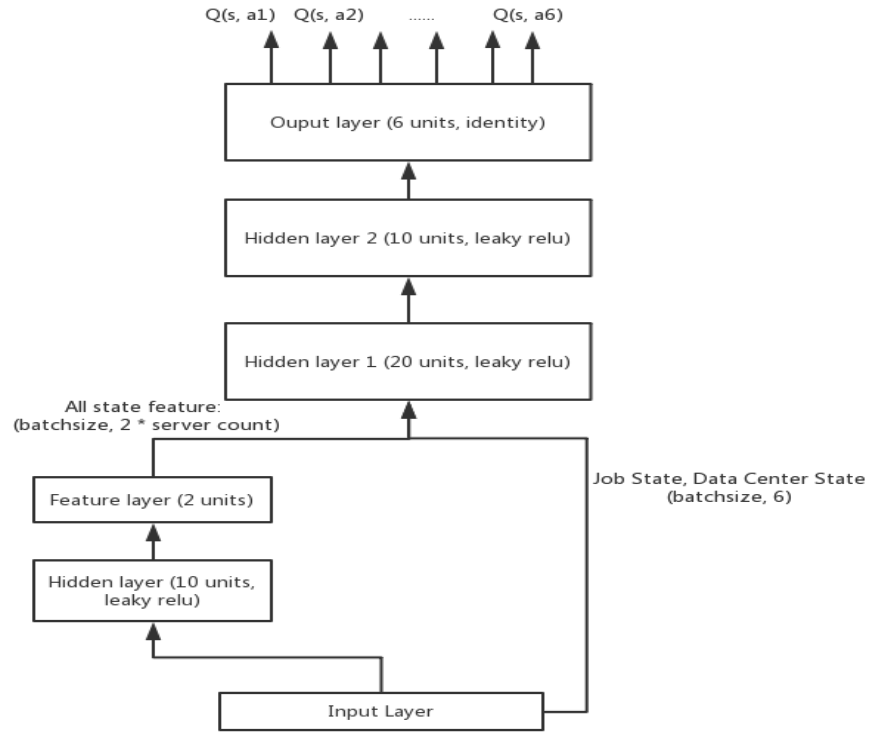 Q(s, a1) Q(s, a2) ...... Q(s, a6)
Ouput layer (6 units, identity)
Hidden layer 2 (10 units, leaky relu)
Hidden layer 1 (20 units, leaky relu)
All state feature:
(batchsize, 2 * server count)
Job State, Data Center State
(batchsize, 6)
Feature layer (2 units)
Hidden layer (10 units,
leaky relu)
Input Layer